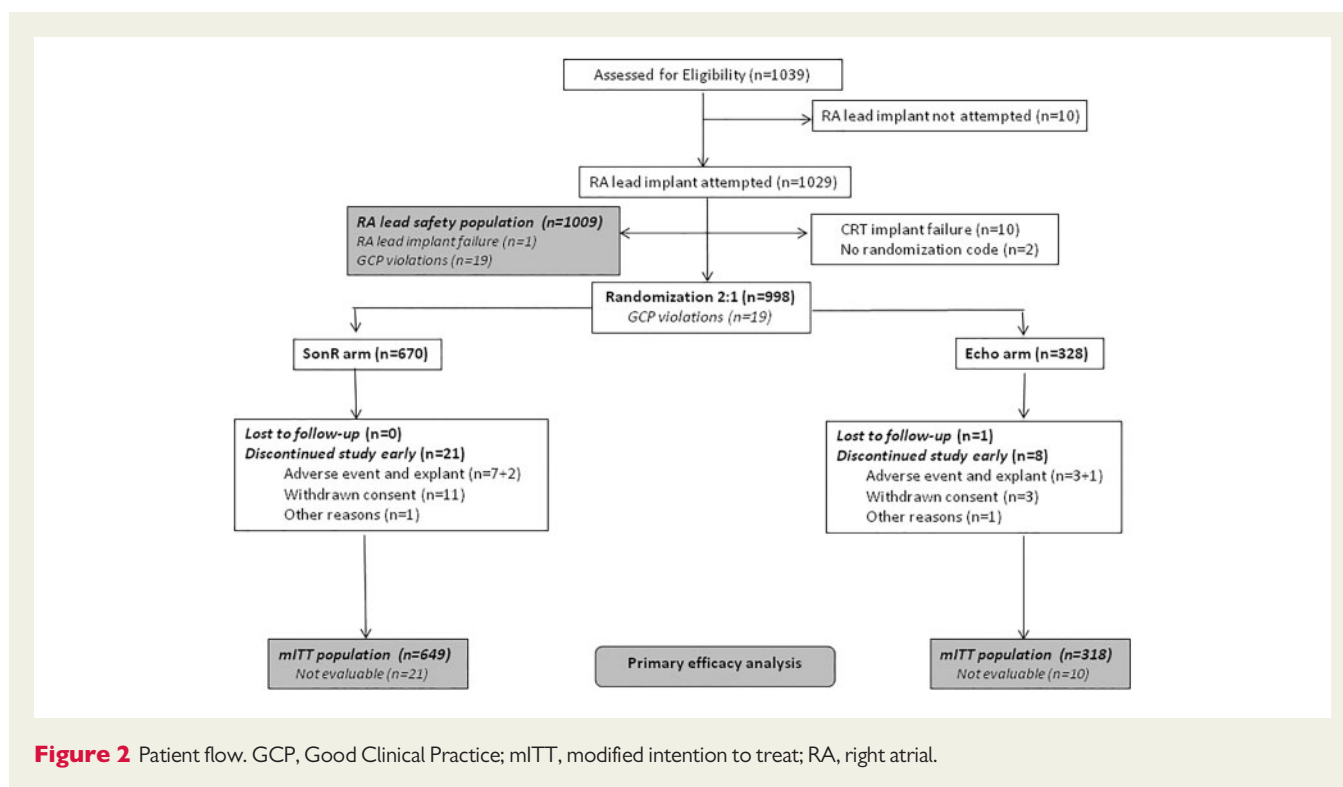 Assessed for Eligibility (n=1039)
RA lead implant not attempted (n=10)
RA lead implant attempted (n=1029)
RA lead safety population (n=1009)
RA lead implant failure (n=1)
GCP violations (n=19)
CRT implant failure (n=10)
No randomization code (n=2)
Randomization 2:1 (n=998)
GCP violations (n=19)
SonR arm (n=670)
Echo arm (n=328)
Lost to follow-up (n=0)
Discontinued study early (n=21)
Adverse event and explant (n=7+2)
Withdrawn consent (n=11)
Other reasons (n=1)
Lost to follow-up (n=1)
Discontinued study early (n=8)
Adverse event and explant (n=3+1)
Withdrawn consent (n=3)
Other reasons (n=1)
mITT population (n=649)
Not evaluable (n=21)
Primary efficacy analysis
mITT population (n=318)
Not evaluable (n=10)
Figure 2 Patient flow. GCP, Good Clinical Practice; mITT, modified intention to treat; RA, right atrial.